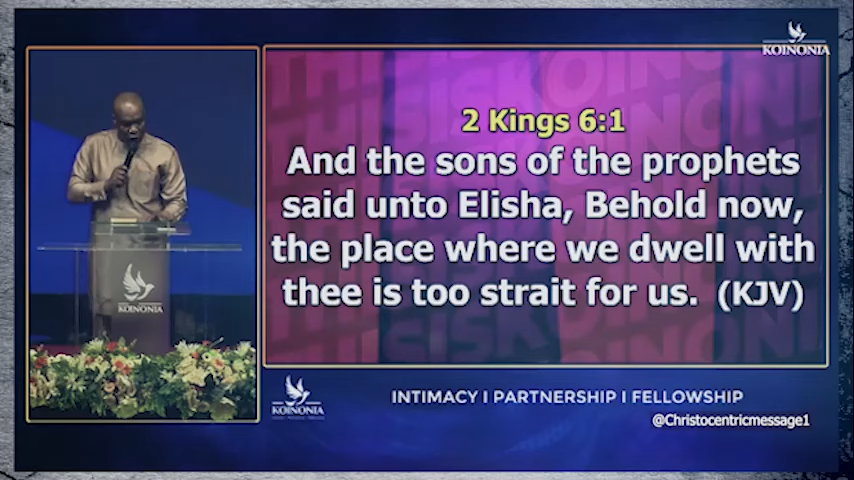 KOINONIA
2 Kings 6:1
And the sons of the prophets
said unto Elisha, Behold now,
the place where we dwell with
thee is too strait for us. (KJV)
KOINONIA
KOINONIA
INTIMACY I PARTNERSHIP I FELLOWSHIP
@Christocentricmessage1